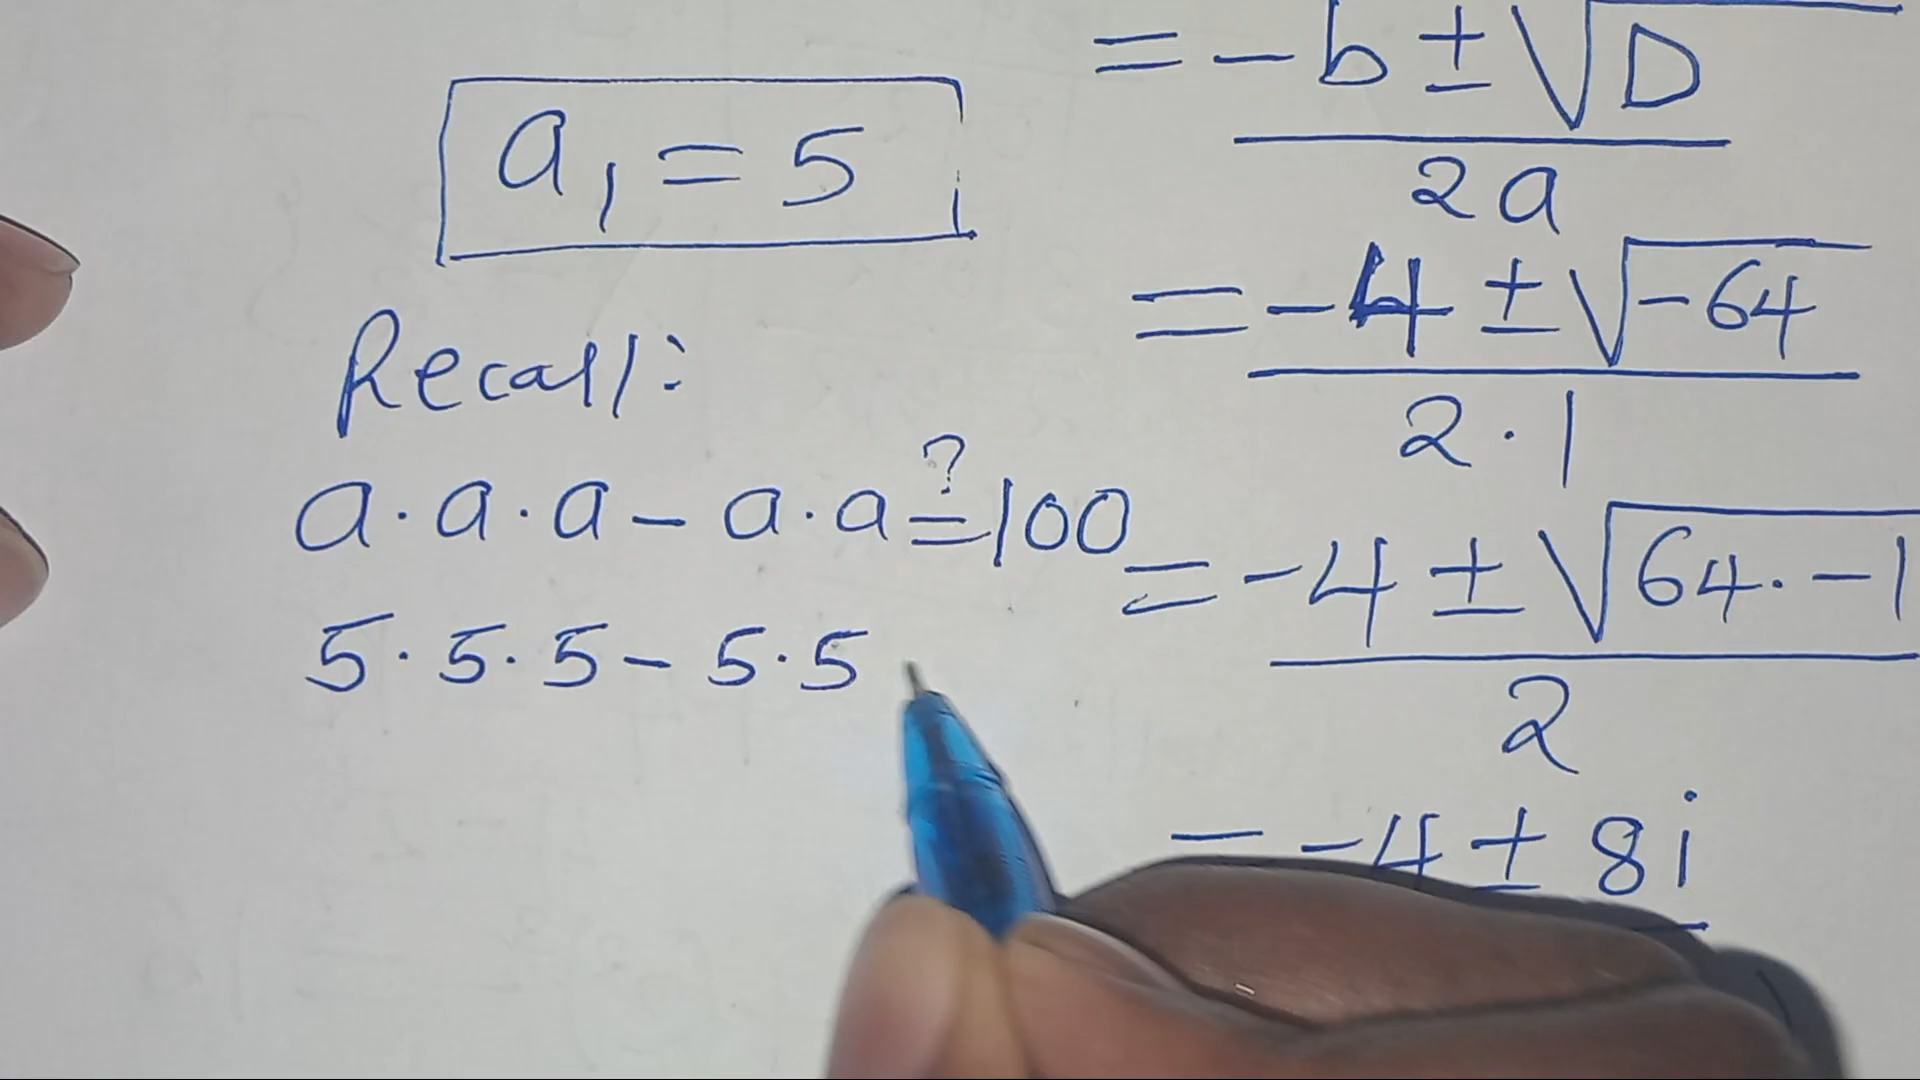 a₁ = 5
Recall:
a · a · a - a · a ?= 100
5 · 5 · 5 - 5 · 5
= -b ± √D
2a
= -4 ± √-64
2 · 1
= -4 ± √64 · -1
2
= -4 ± 8i